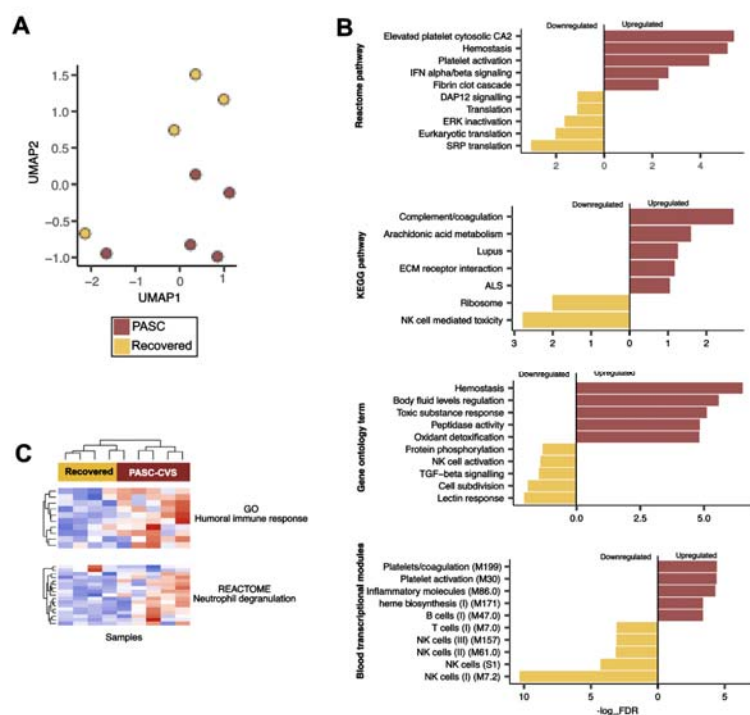 A
UMAP2
1.5
1.0
0.5
0.0
−0.5
−1.0
−2
−1
0
1
UMAP1
PASC
Recovered
B
Downregulated
Upregulated
Reactome pathway
Elevated platelet cytosolic CA2
Hemostasis
Platelet activation
IFN alpha/beta signaling
Fibrin clot cascade
DAP12 signalling
Translation
ERK inactivation
Eurkaryotic translation
SRP translation
2
0
2
4
Downregulated
Upregulated
KEGG pathway
Complement/coagulation
Arachidonic acid metabolism
Lupus
ECM receptor interaction
ALS
Ribosome
NK cell mediated toxicity
3
2
1
0
1
2
Downregulated
Upregulated
Gene ontology term
Hemostasis
Body fluid levels regulation
Toxic substance response
Peptidase activity
Oxidant detoxification
Protein phosphorylation
NK cell activation
TGF−beta signalling
Cell subdivision
Lectin response
0.0
2.5
5.0
Downregulated
Upregulated
Blood transcriptional modules
Platelets/coagulation (M199)
Platelet activation (M30)
Inflammatory molecules (M86.0)
heme biosynthesis (I) (M171)
B cells (I) (M47.0)
T cells (I) (M7.0)
NK cells (III) (M157)
NK cells (II) (M61.0)
NK cells (S1)
NK cells (I) (M7.2)
10
5
0
5
-log_FDR
C
Recovered
PASC-CVS
GO
Humoral immune response
REACTOME
Neutrophil degranulation
Samples